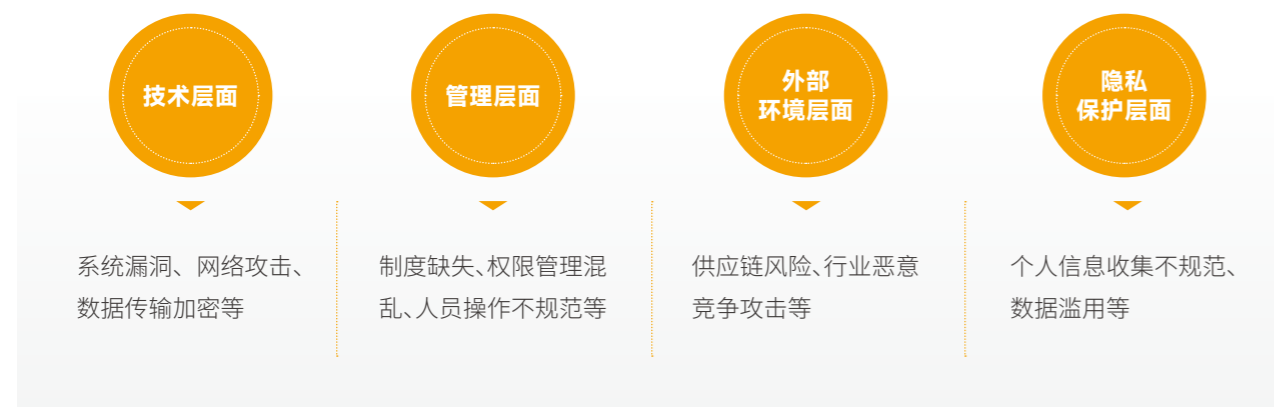 技术层面
系统漏洞、网络攻击、
数据传输加密等
管理层面
制度缺失、权限管理混
乱、人员操作不规范等
外部
环境层面
供应链风险、行业恶意
竞争攻击等
隐私
保护层面
个人信息收集不规范、
数据滥用等